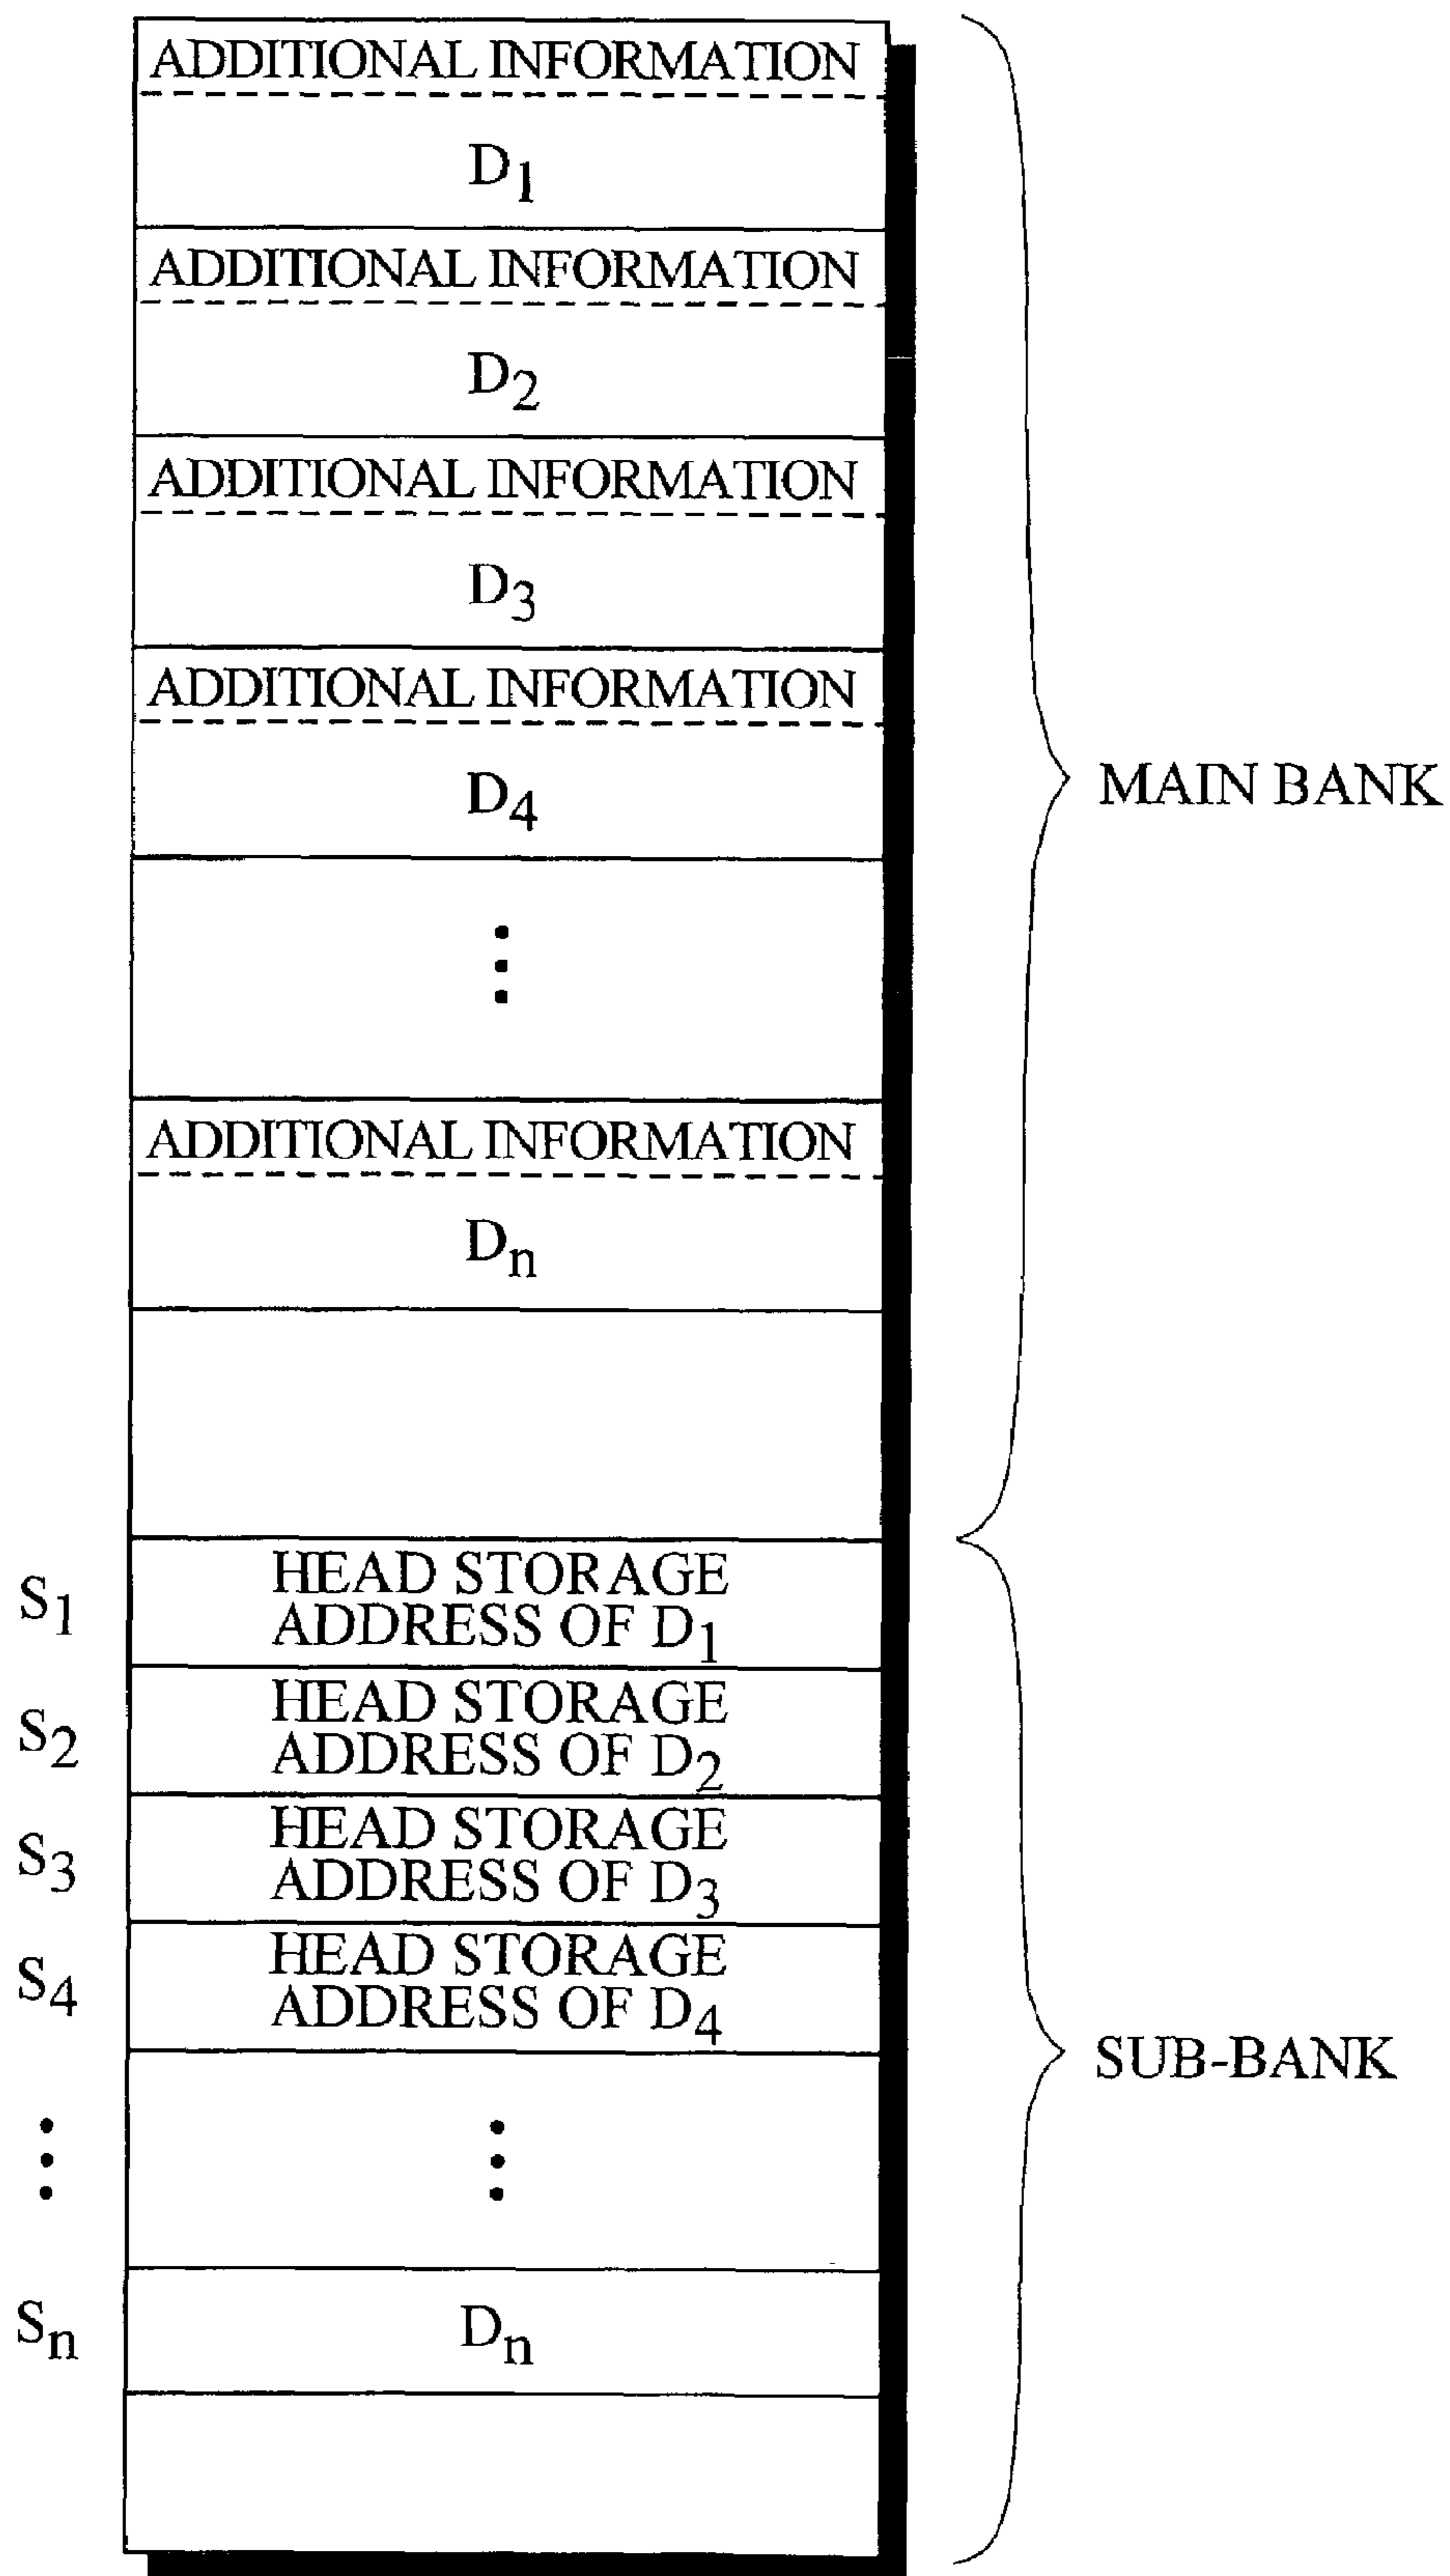 ADDITIONAL INFORMATION
D1
ADDITIONAL INFORMATION
D2
ADDITIONAL INFORMATION
D3
ADDITIONAL INFORMATION
D4
MAIN BANK
ADDITIONAL INFORMATION
Dn
S1
HEAD STORAGE
ADDRESS OF D1
S2
HEAD STORAGE
ADDRESS OF D2
S3
HEAD STORAGE
ADDRESS OF D3
S4
HEAD STORAGE
ADDRESS OF D4
SUB-BANK
Sn
Dn